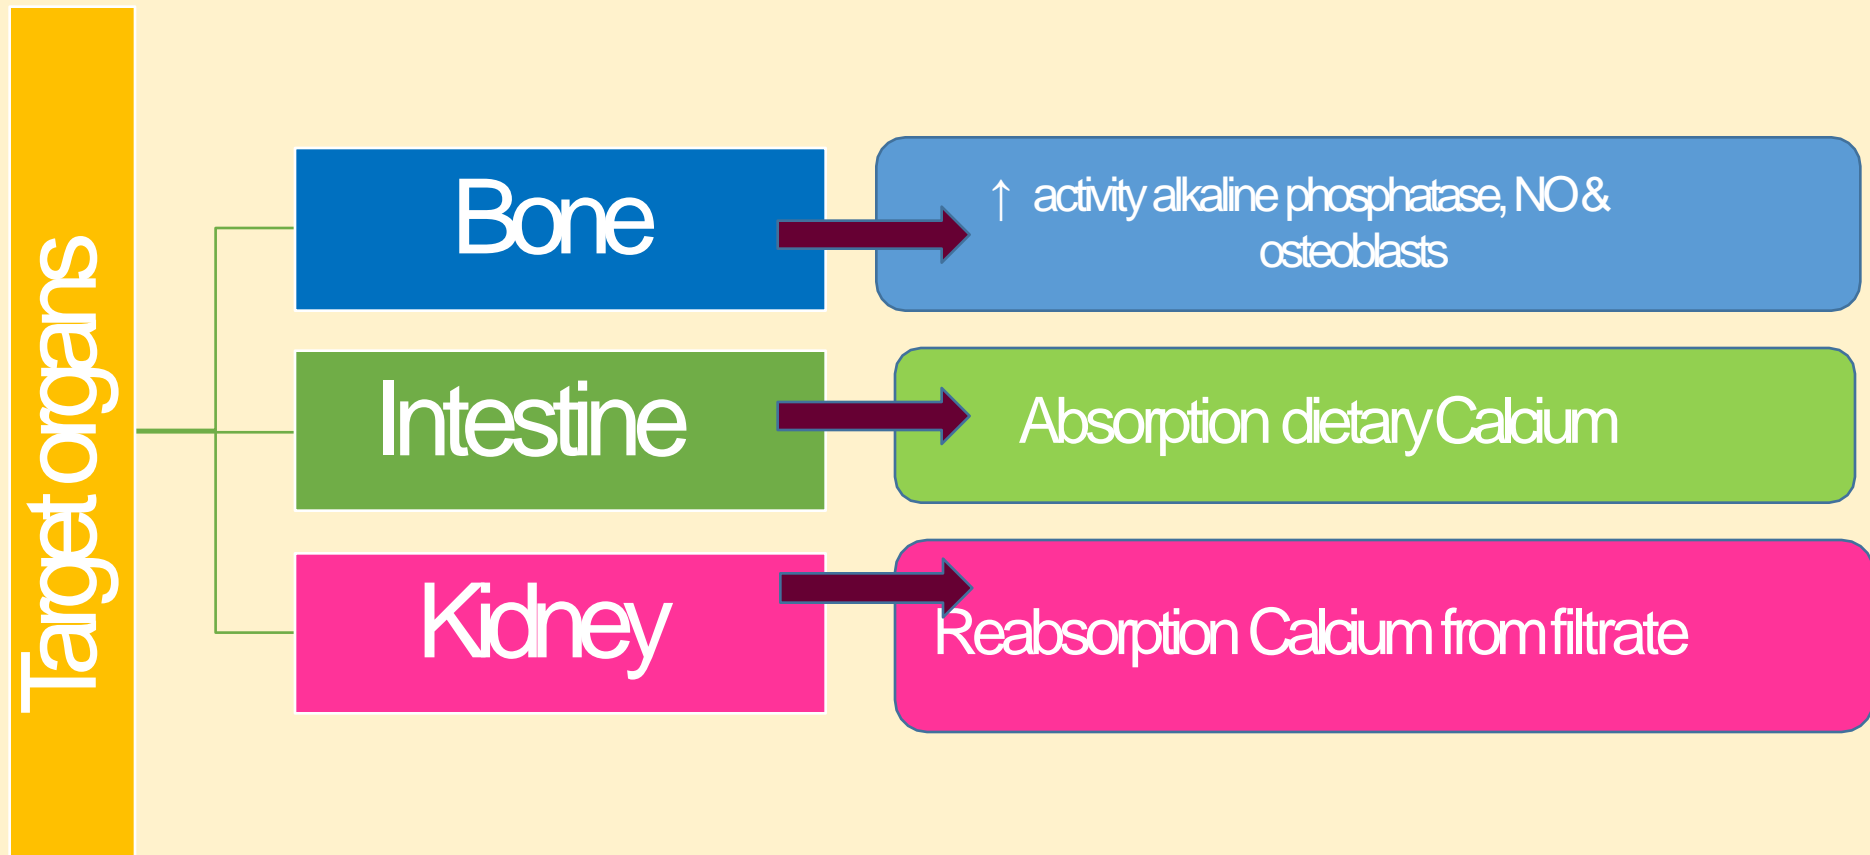 Target organs
Bone
↑ activity alkaline phosphatase, NO &
osteoblasts
Intestine
Absorption dietary Calcium
Kidney
Reabsorption Calcium from filtrate